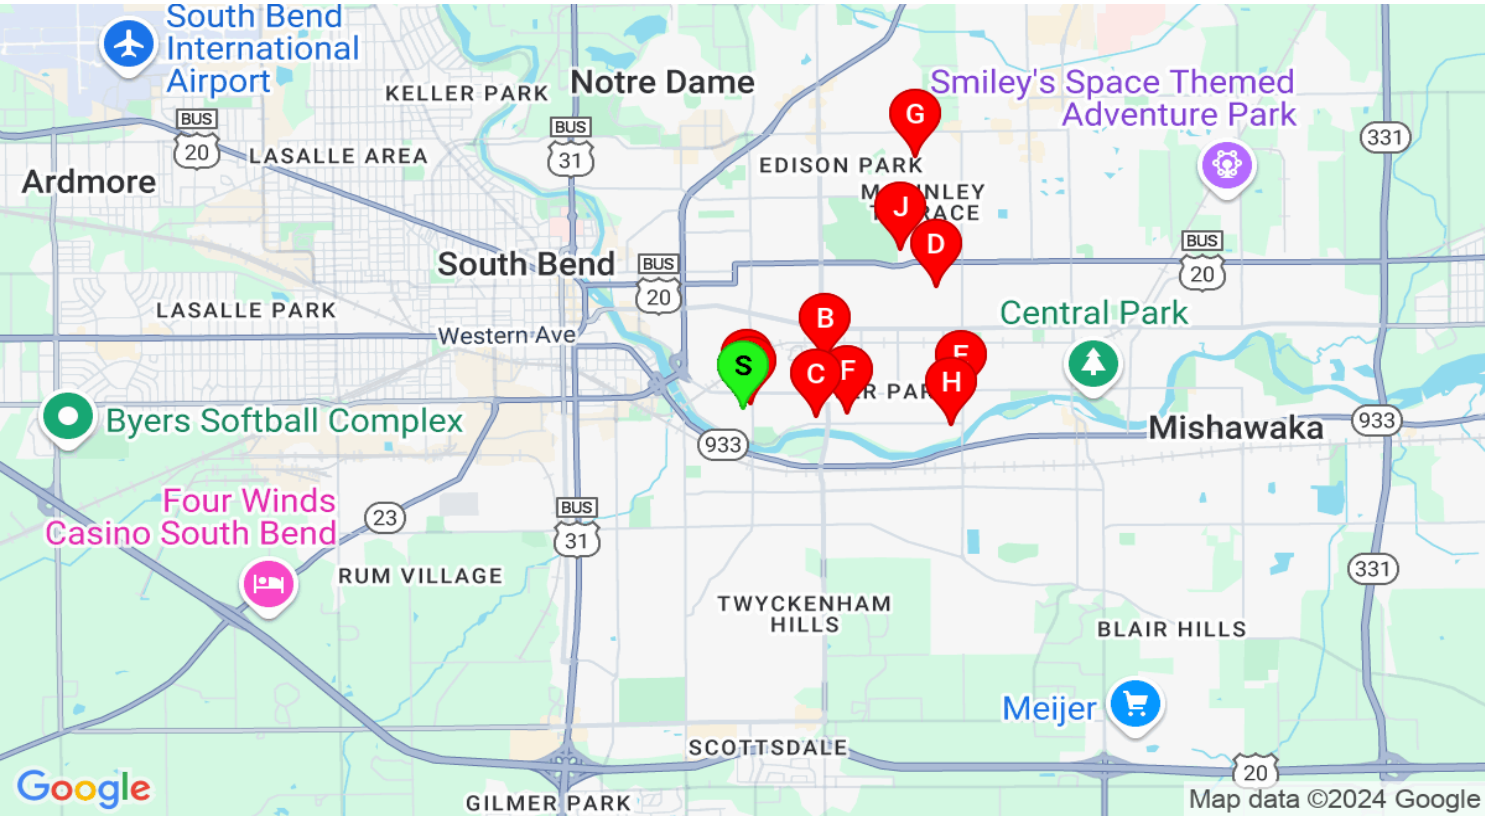 South Bend
International
Airport
KELLER PARK
Notre Dame
Smiley's Space Themed
Adventure Park
G
BUS
20
BUS
31
331
LASALLE AREA
EDISON PARK
Ardmore
J
D
South Bend
BUS
20
BUS
20
LASALLE PARK
Western Ave
Central Park
B
S
C
F
H
Byers Softball Complex
933
Mishawaka
933
Four Winds
Casino South Bend
23
BUS
31
RUM VILLAGE
331
TWYCKENHAM
HILLS
BLAIR HILLS
Meijer
SCOTTSDALE
20
Google
GILMER PARK
Map data ©2024 Google